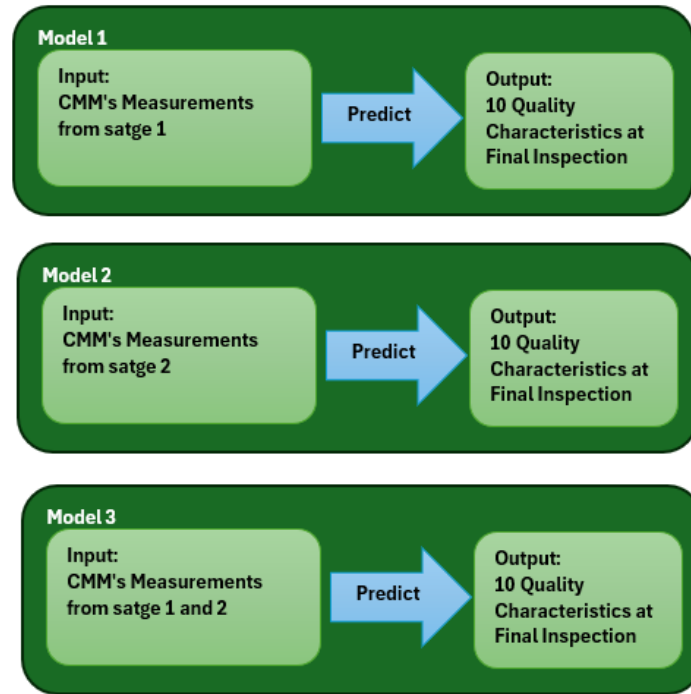 Model 1
Input:
CMM's Measurements
from satge 1
Predict
Output:
10 Quality
Characteristics at
Final Inspection
Model 2
Input:
CMM's Measurements
from satge 2
Predict
Output:
10 Quality
Characteristics at
Final Inspection
Model 3
Input:
CMM's Measurements
from satge 1 and 2
Predict
Output:
10 Quality
Characteristics at
Final Inspection